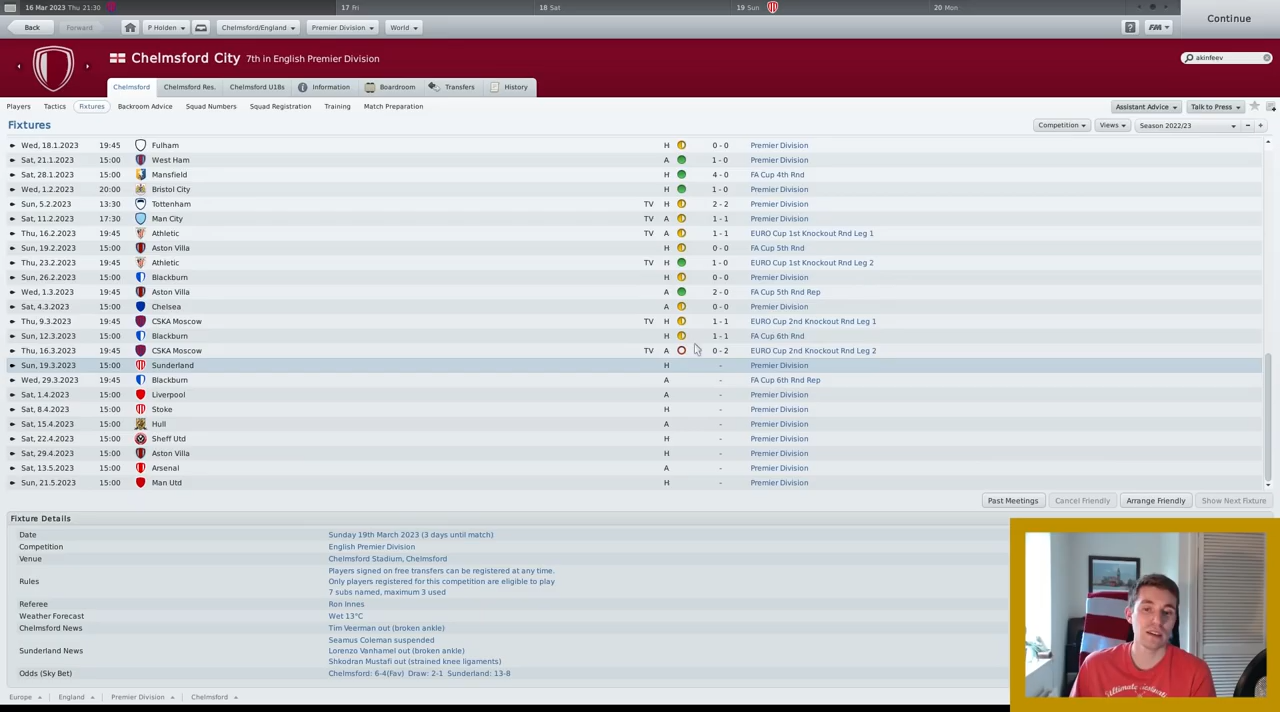 16 Mar 2023 Thu 21:30 17 Fri 18 Sat 19 Sun 20 Mon
Back Forward P Holden Chelmsford/England Premier Division World ? FM Continue
Chelmsford City 7th in English Premier Division akinfeev
Chelmsford Chelmsford Res. Chelmsford U18s Information Boardroom Transfers History
Players Tactics Fixtures Backroom Advice Squad Numbers Squad Registration Training Match Preparation Assistant Advice Talk to Press
Fixtures Competition Views Season 2022/23
Wed, 18.1.2023 19:45 Fulham H 0 - 0 Premier Division
Sat, 21.1.2023 15:00 West Ham A 1 - 0 Premier Division
Sat, 28.1.2023 15:00 Mansfield H 4 - 0 FA Cup 4th Rnd
Wed, 1.2.2023 20:00 Bristol City H 1 - 0 Premier Division
Sun, 5.2.2023 13:30 Tottenham TV H 2 - 2 Premier Division
Sat, 11.2.2023 17:30 Man City TV A 1 - 1 Premier Division
Thu, 16.2.2023 19:45 Athletic TV A 1 - 1 EURO Cup 1st Knockout Rnd Leg 1
Sun, 19.2.2023 15:00 Aston Villa H 0 - 0 FA Cup 5th Rnd
Thu, 23.2.2023 19:45 Athletic TV H 1 - 0 EURO Cup 1st Knockout Rnd Leg 2
Sun, 26.2.2023 15:00 Blackburn H 0 - 0 Premier Division
Wed, 1.3.2023 19:45 Aston Villa A 2 - 0 FA Cup 5th Rnd Rep
Sat, 4.3.2023 15:00 Chelsea A 0 - 0 Premier Division
Thu, 9.3.2023 19:45 CSKA Moscow TV H 1 - 1 EURO Cup 2nd Knockout Rnd Leg 1
Sun, 12.3.2023 15:00 Blackburn H 1 - 1 FA Cup 6th Rnd
Thu, 16.3.2023 19:45 CSKA Moscow TV A 0 - 2 EURO Cup 2nd Knockout Rnd Leg 2
Sun, 19.3.2023 15:00 Sunderland H - Premier Division
Wed, 29.3.2023 19:45 Blackburn A - FA Cup 6th Rnd Rep
Sat, 1.4.2023 15:00 Liverpool A - Premier Division
Sat, 8.4.2023 15:00 Stoke H - Premier Division
Sat, 15.4.2023 15:00 Hull A - Premier Division
Sat, 22.4.2023 15:00 Sheff Utd H - Premier Division
Sat, 29.4.2023 15:00 Aston Villa H - Premier Division
Sat, 13.5.2023 15:00 Arsenal A - Premier Division
Sun, 21.5.2023 15:00 Man Utd H - Premier Division
Past Meetings Cancel Friendly Arrange Friendly Show Next Fixture
Fixture Details
Date Sunday 19th March 2023 (3 days until match)
Competition English Premier Division
Venue Chelmsford Stadium, Chelmsford
Players signed on free transfers can be registered at any time.
Rules Only players registered for this competition are eligible to play
7 subs named, maximum 3 used
Referee Ron Innes
Weather Forecast Wet 13°C
Chelmsford News Tim Veerman out (broken ankle)
Seamus Coleman suspended
Sunderland News Lorenzo Vanhamel out (broken ankle)
Shkodran Mustafi out (strained knee ligaments)
Odds (Sky Bet) Chelmsford: 6-4(Fav) Draw: 2-1 Sunderland: 13-8
Europe England Premier Division Chelmsford